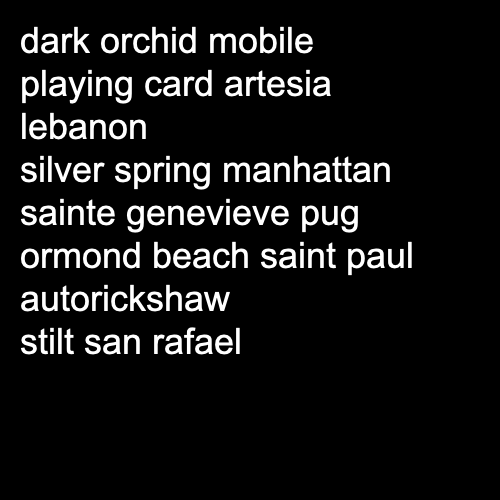 dark orchid mobile
playing card artesia
lebanon
silver spring manhattan
sainte genevieve pug
ormond beach saint paul
autorickshaw
stilt san rafael